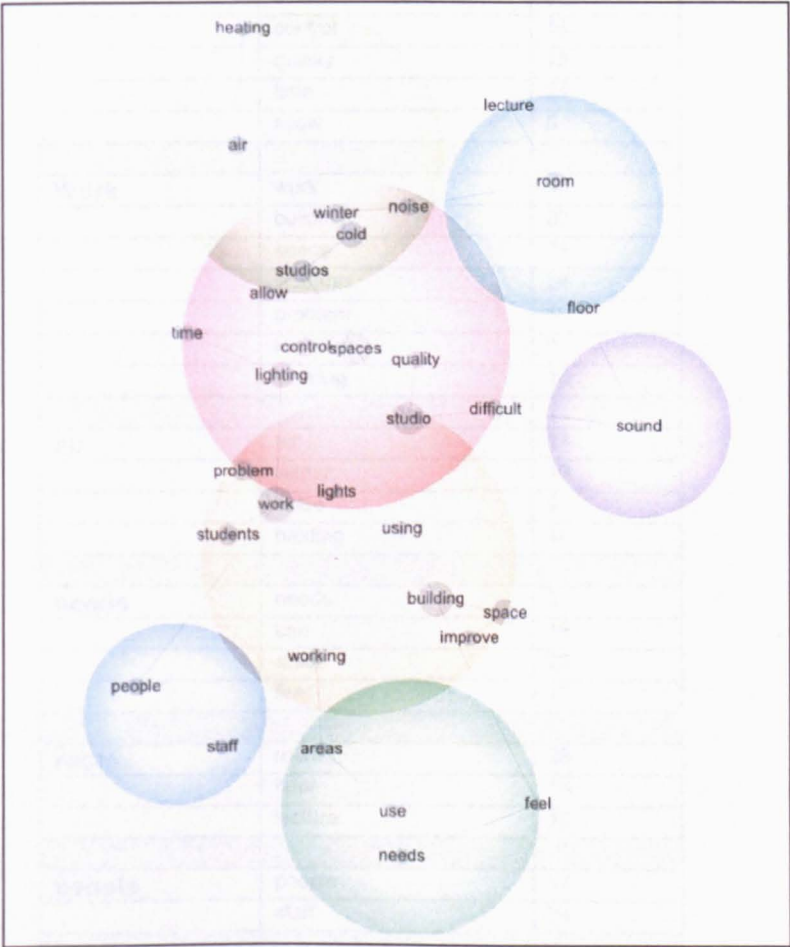 heating
lecture
air
room
winter
noise
cold
studios
allow
floor
time
control
spaces
quality
lighting
difficult
studio
sound
problem
lights
work
using
students
building
space
improve
working
people
staff
areas
feel
use
needs